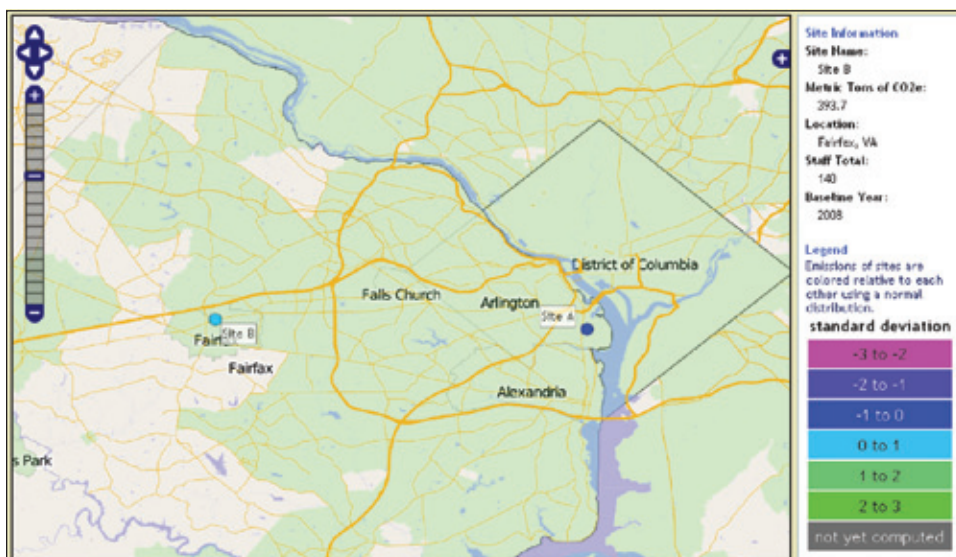 Site Information
Site Name:
Site B
Metric Tons of CO2e:
393.7
Location:
Fairfax, VA
Staff Total:
140
Baseline Year:
2008
Legend
Emissions of sites are
colored relative to each
other using a normal
distribution.
standard deviation
-3 to -2
-2 to -1
-1 to 0
0 to 1
1 to 2
2 to 3
not yet computed
District of Columbia
Falls Church
Arlington
Site A
Site B
Fairfax
Alexandria
s Park